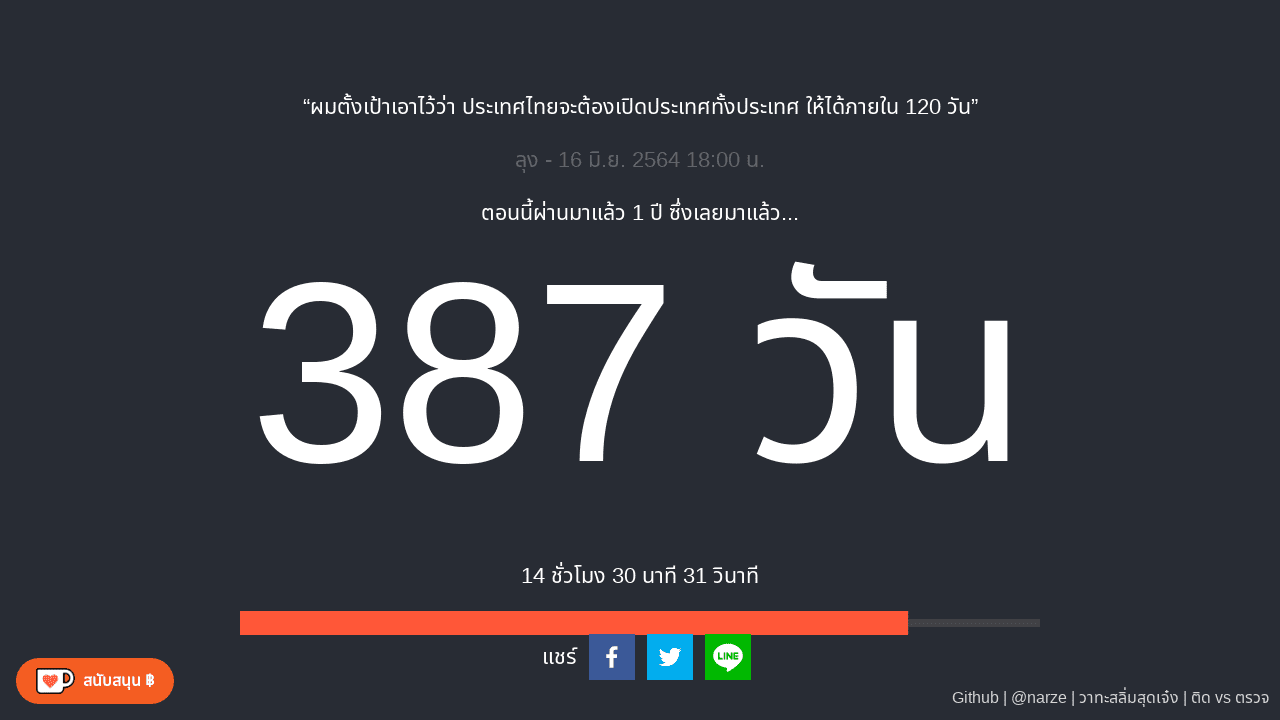 “ผมตั้งเป้าเอาไว้ว่า ประเทศไทยจะต้องเปิดประเทศทั้งประเทศ ให้ได้ภายใน 120 วัน”
ลุง - 16 มิ.ย. 2564 18:00 น.
ตอนนี้ผ่านมาแล้ว 1 ปี ซึ่งเลยมาแล้ว...
387 วัน
14 ชั่วโมง 30 นาที 31 วินาที
แชร์
LINE
สนับสนุน ฿
Github | @narze | วาทะสลิ่มสุดเจ๋ง | ติด vs ตรวจ